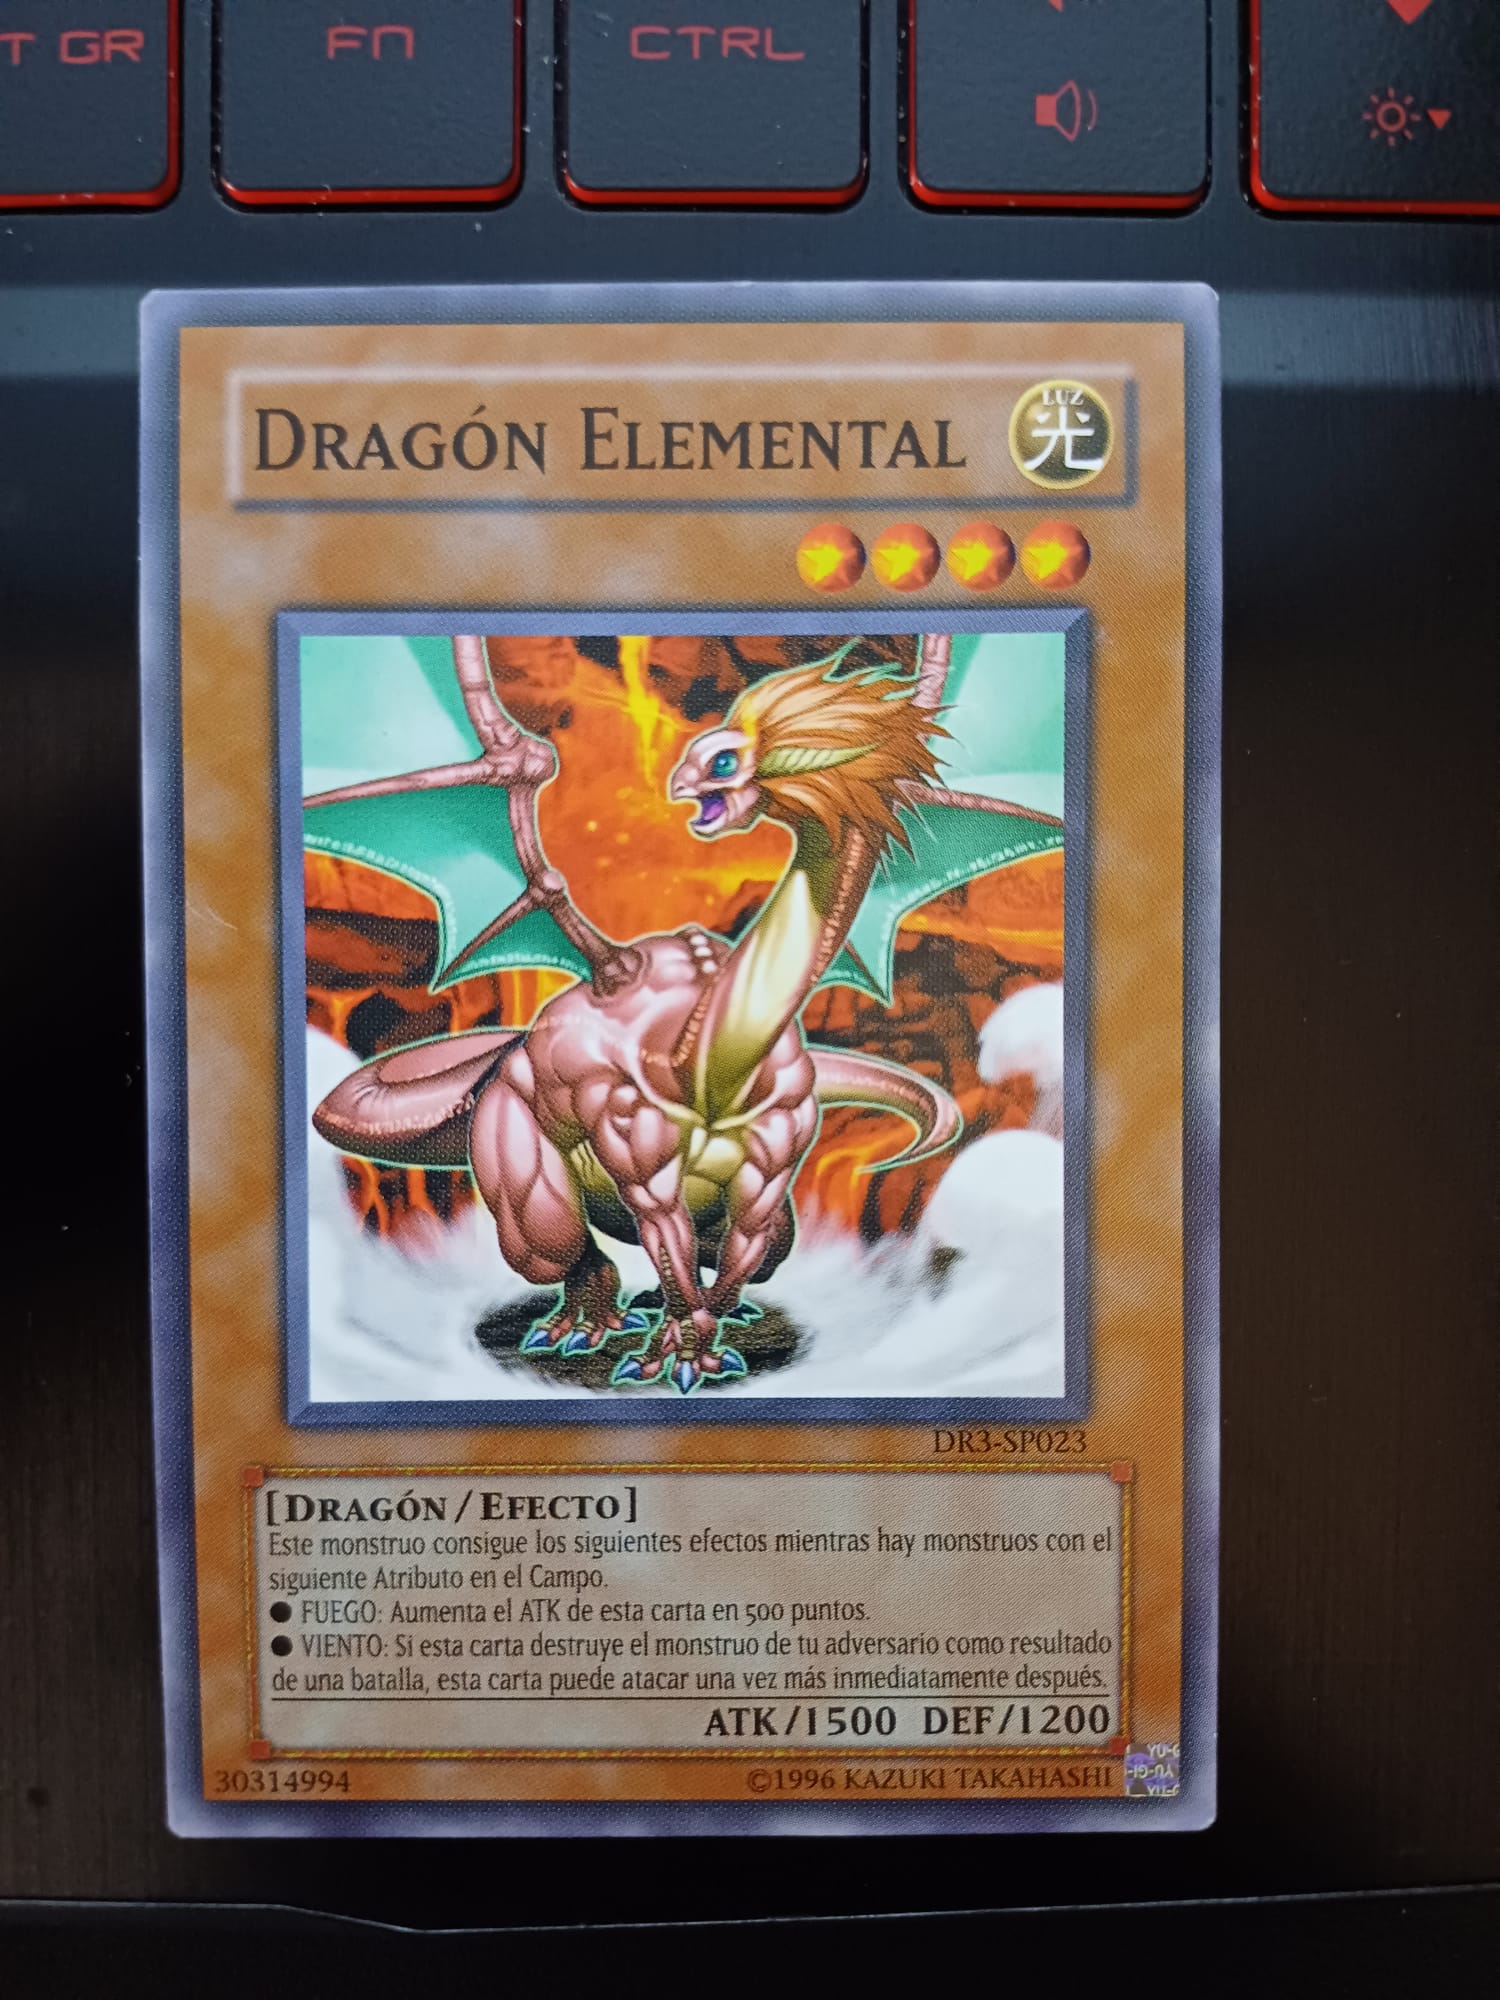 T GR
FN
CTRL
DRAGÓN ELEMENTAL
LUZ
光
DR3-SP023
[DRAGÓN/EFECTO]
Este monstruo consigue los siguientes efectos mientras hay monstruos con el
siguiente Atributo en el Campo.
● FUEGO: Aumenta el ATK de esta carta en 500 puntos.
● VIENTO: Si esta carta destruye el monstruo de tu adversario como resultado
de una batalla, esta carta puede atacar una vez más inmediatamente después.
ATK/1500 DEF/1200
30314994
©1996 KAZUKI TAKAHASHI